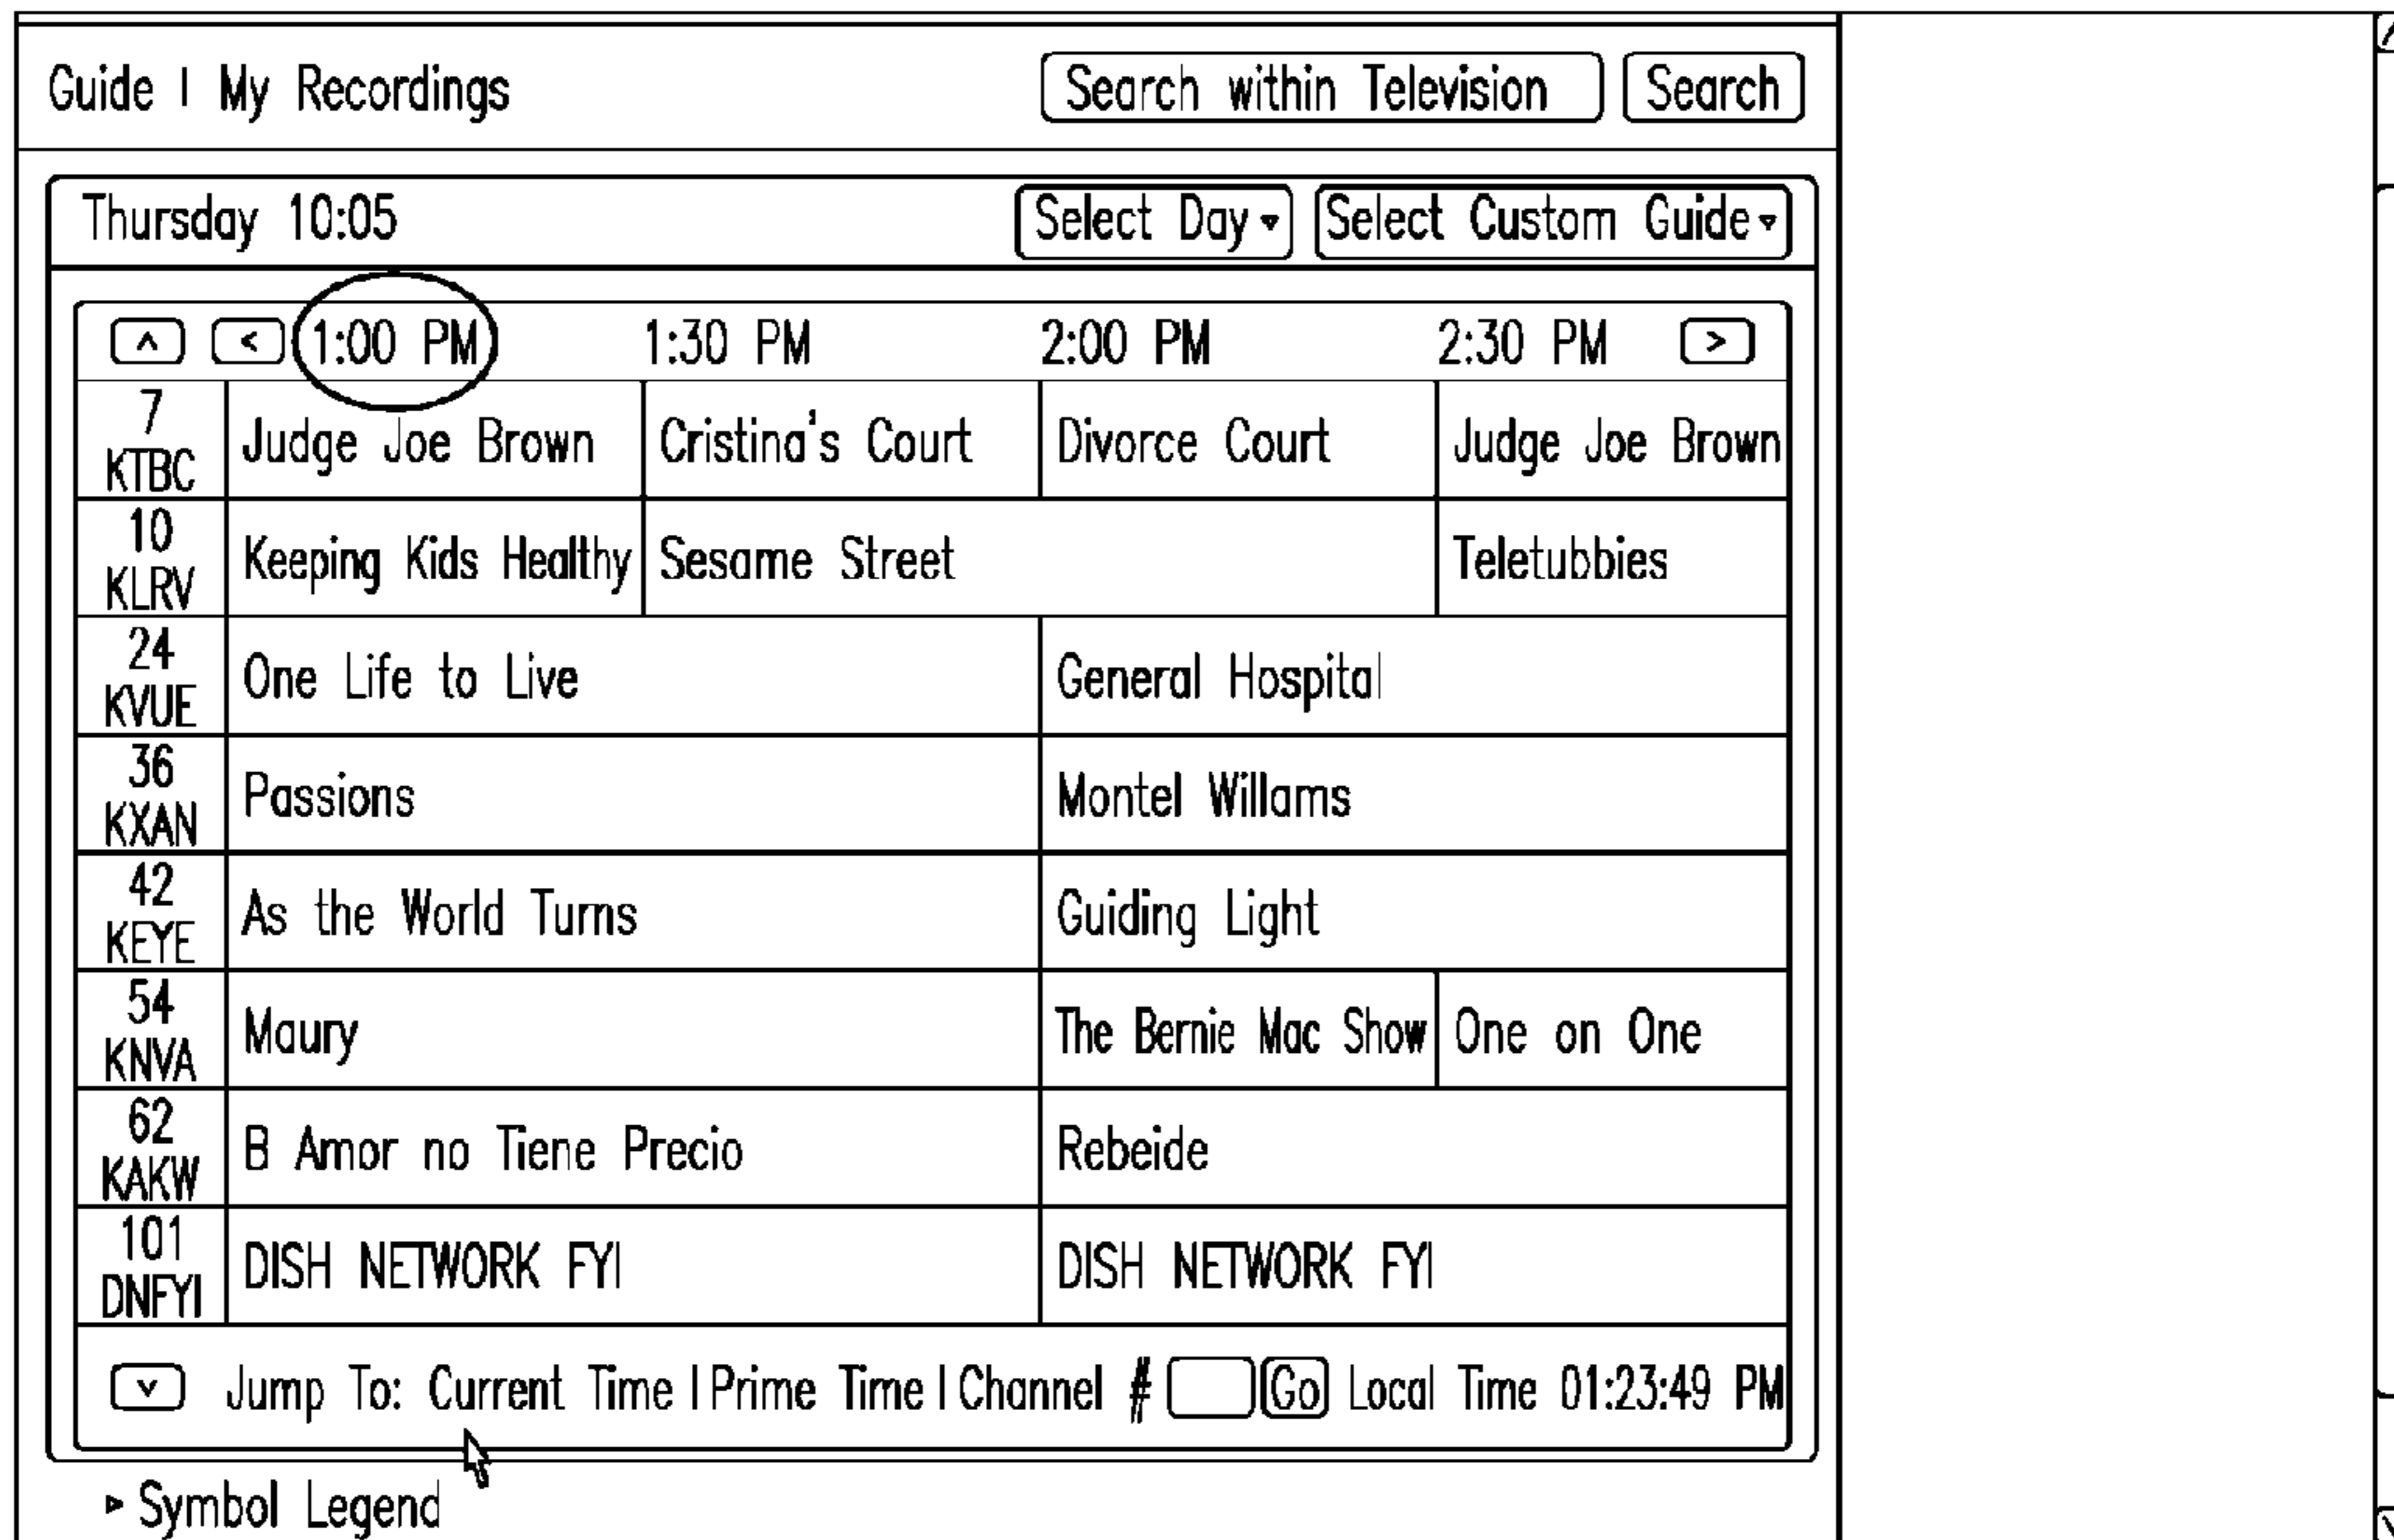 Guide | My Recordings Search within Television Search
Thursday 10:05 Select Day Select Custom Guide
^ < 1:00 PM 1:30 PM 2:00 PM 2:30 PM >
7 KTBC Judge Joe Brown Cristina's Court Divorce Court Judge Joe Brown
10 KLRV Keeping Kids Healthy Sesame Street Teletubbies
24 KVUE One Life to Live General Hospital
36 KXAN Passions Montel Willams
42 KEYE As the World Turns Guiding Light
54 KNVA Maury The Bernie Mac Show One on One
62 KAKW B Amor no Tiene Precio Rebeide
101 DNFYI DISH NETWORK FYI DISH NETWORK FYI
v Jump To: Current Time | Prime Time | Channel # Go Local Time 01:23:49 PM
Symbol Legend